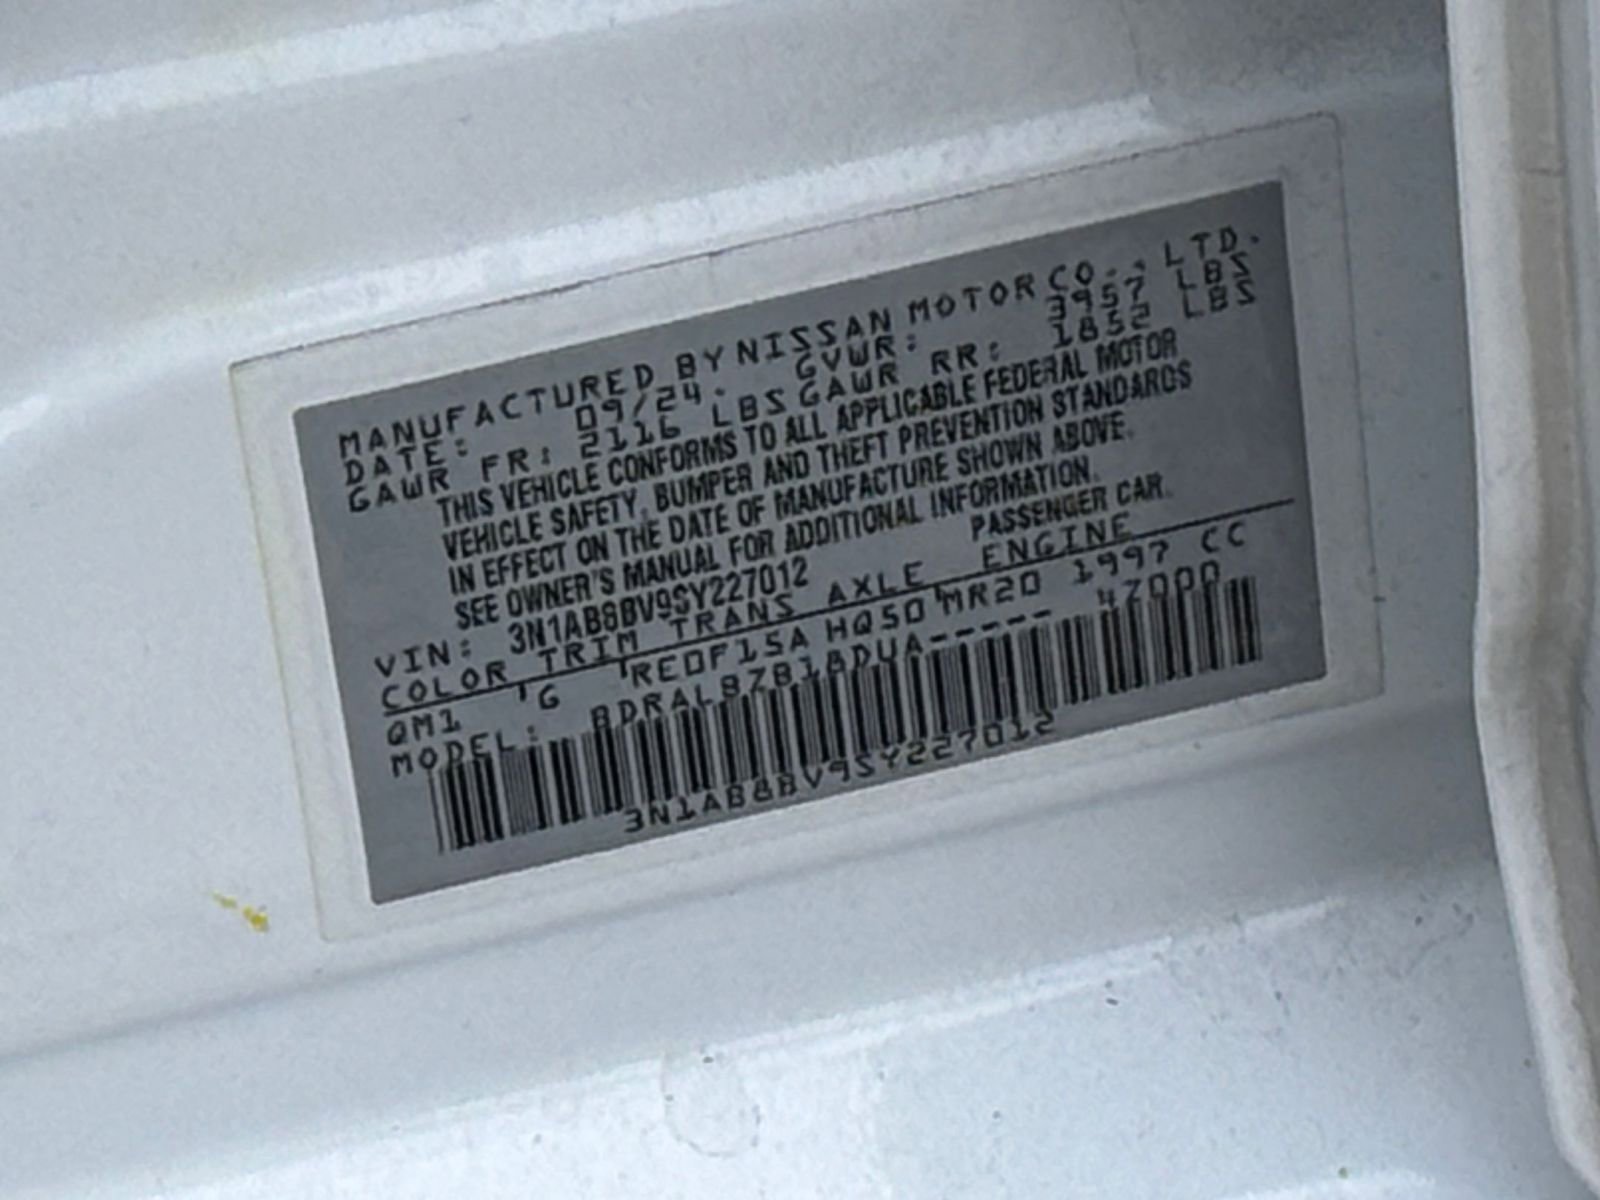 MANUFACTURED BY NISSAN MOTOR CO., LTD.
DATE: 09/24. GVWR: 3957 LBS
GAWR FR: 2116 LBS GAWR RR: 1852 LBS
THIS VEHICLE CONFORMS TO ALL APPLICABLE FEDERAL MOTOR
VEHICLE SAFETY, BUMPER AND THEFT PREVENTION STANDARDS
IN EFFECT ON THE DATE OF MANUFACTURE SHOWN ABOVE.
SEE OWNER'S MANUAL FOR ADDITIONAL INFORMATION.
VIN: 3N1AB8BV9SY227012 PASSENGER CAR.
COLOR TRIM TRANS AXLE ENGINE
QM1 'G 'RE0F15A HQ50 'MR20 1997 CC
MODEL: BDRALBZB18DUA----- 4Z000
3N1AB8BV9SY227012